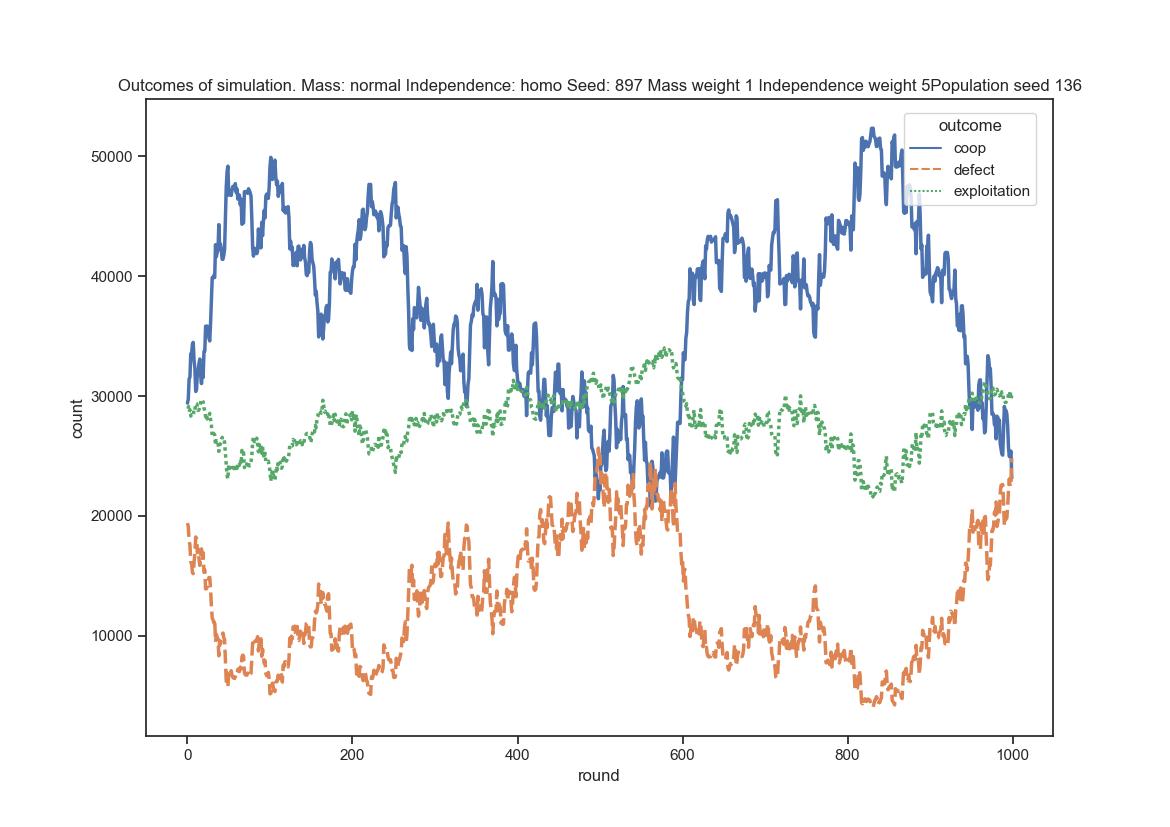 Outcomes of simulation. Mass: normal Independence: homo Seed: 897 Mass weight 1 Independence weight 5Population seed 136
outcome
coop
defect
exploitation
50000
40000
30000
20000
10000
count
0 200 400 600 800 1000
round